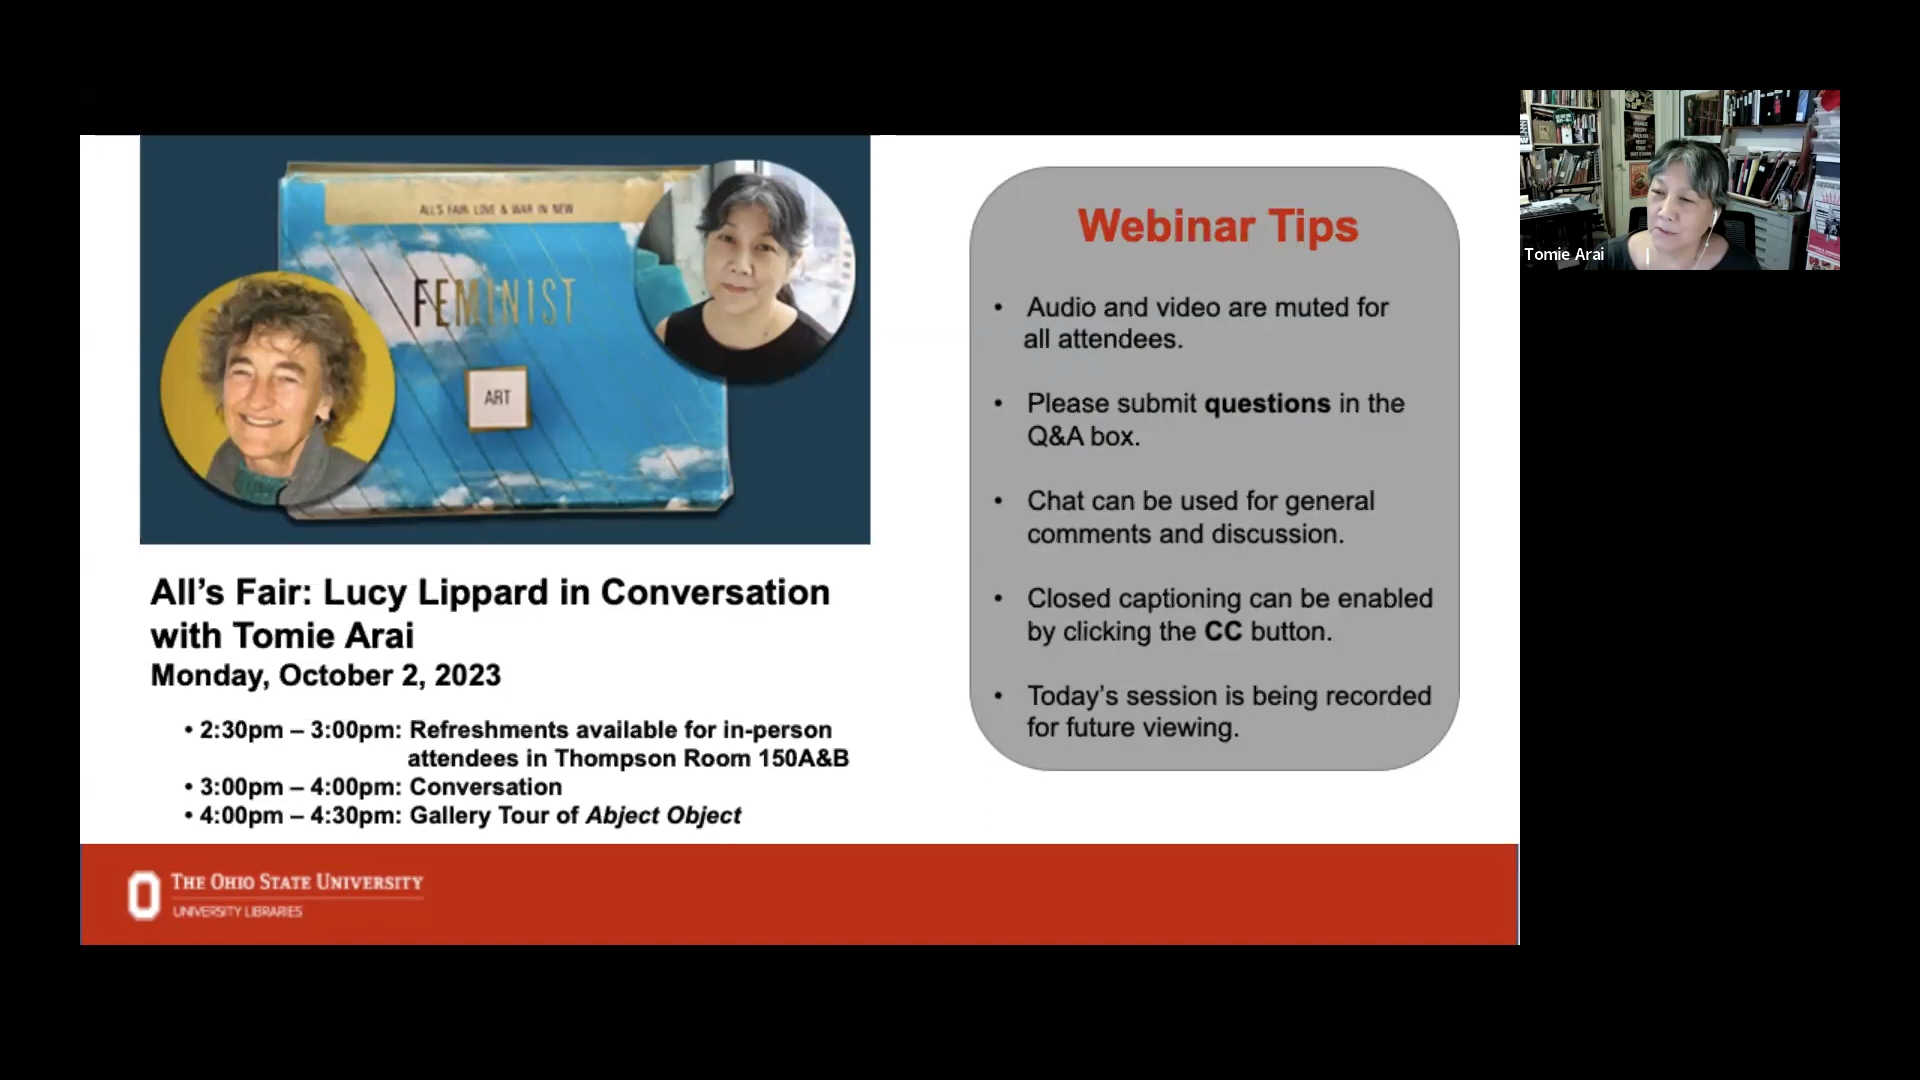 ALL'S FAIR: LOVE & WAR IN NEW
FEMINIST
ART
All's Fair: Lucy Lippard in Conversation
with Tomie Arai
Monday, October 2, 2023
• 2:30pm – 3:00pm: Refreshments available for in-person
attendees in Thompson Room 150A&B
• 3:00pm – 4:00pm: Conversation
• 4:00pm – 4:30pm: Gallery Tour of Abject Object
THE OHIO STATE UNIVERSITY
UNIVERSITY LIBRARIES
Webinar Tips
• Audio and video are muted for
all attendees.
• Please submit questions in the
Q&A box.
• Chat can be used for general
comments and discussion.
• Closed captioning can be enabled
by clicking the CC button.
• Today's session is being recorded
for future viewing.
Tomie Arai